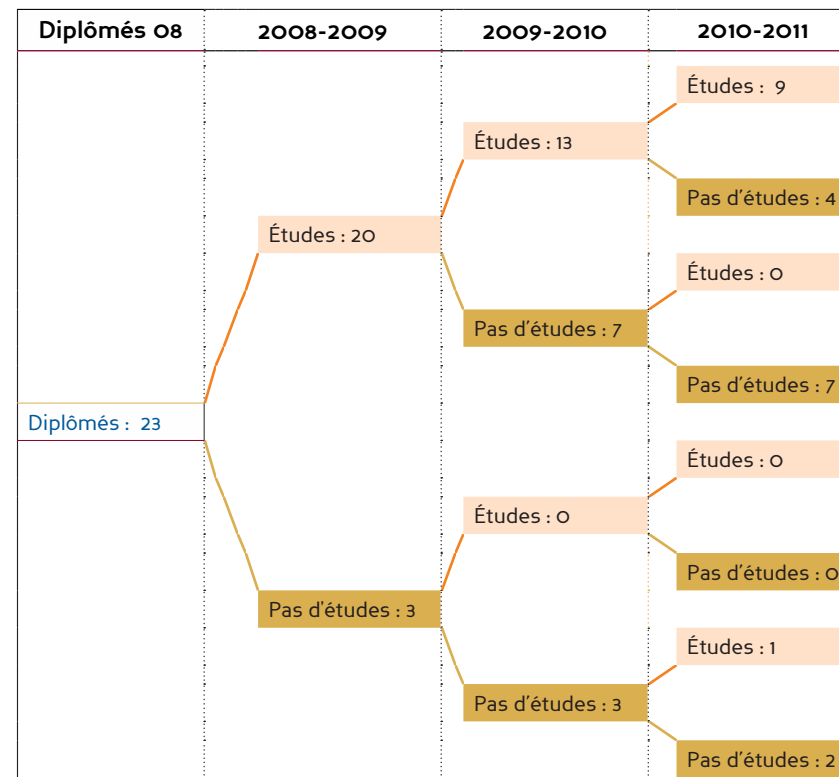 Diplômés 08 2008-2009 2009-2010 2010-2011
Études : 9
Études : 13
Pas d'études : 4
Études : 20
Études : 0
Pas d'études : 7
Pas d'études : 7
Diplômés : 23
Études : 0
Études : 0
Pas d'études : 0
Pas d'études : 3
Études : 1
Pas d'études : 3
Pas d'études : 2